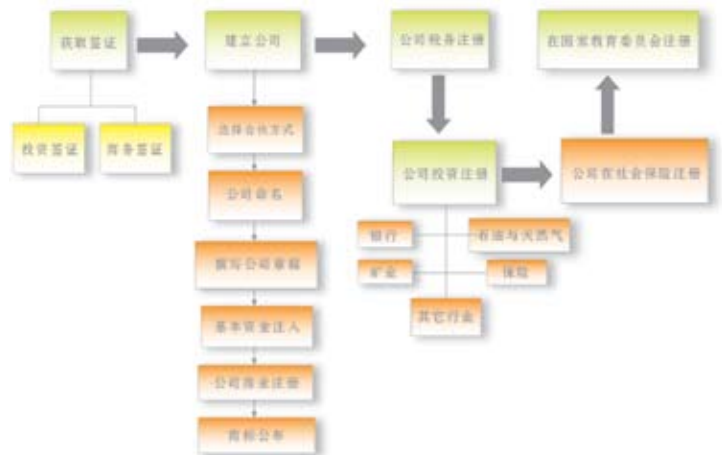 获取签证
建立公司
公司税务注册
在国家教育委员会注册
投资签证
商务签证
选择合伙方式
公司命名
撰写公司章程
基本资金注入
公司商业注册
商标公布
公司投资注册
公司在社会保险注册
银行
石油与天然气
矿业
保险
其它行业